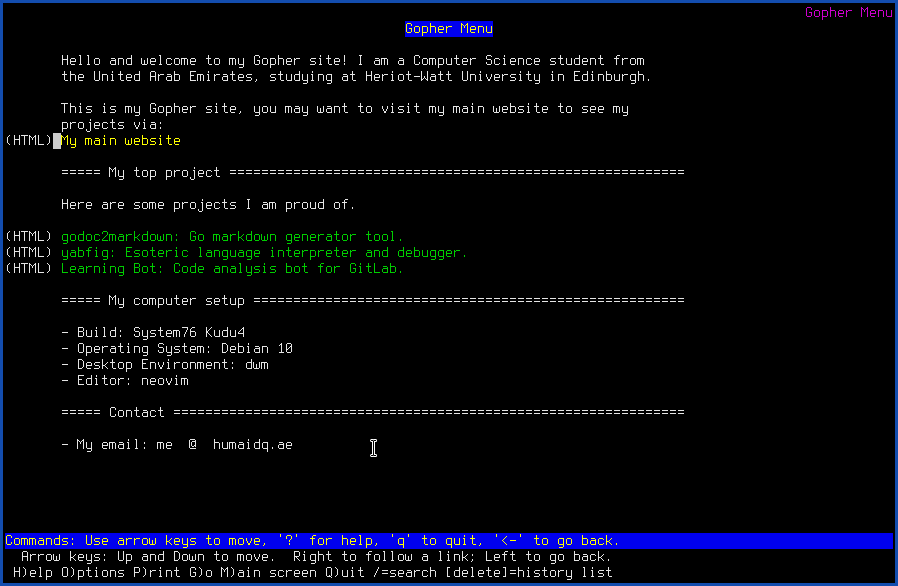 Gopher Menu
Gopher Menu
Hello and welcome to my Gopher site! I am a Computer Science student from
the United Arab Emirates, studying at Heriot-Watt University in Edinburgh.
This is my Gopher site, you may want to visit my main website to see my
projects via:
(HTML) My main website
===== My top project =========================================================
Here are some projects I am proud of.
(HTML) godoc2markdown: Go markdown generator tool.
(HTML) yabfig: Esoteric language interpreter and debugger.
(HTML) Learning Bot: Code analysis bot for GitLab.
===== My computer setup ======================================================
- Build: System76 Kudu4
- Operating System: Debian 10
- Desktop Environment: dwm
- Editor: neovim
===== Contact ================================================================
- My email: me  @  humaidq.ae
Commands: Use arrow keys to move, '?' for help, 'q' to quit, '<-' to go back.
Arrow keys: Up and Down to move.  Right to follow a link; Left to go back.
H)elp O)ptions P)rint G)o M)ain screen Q)uit /=search [delete]=history list